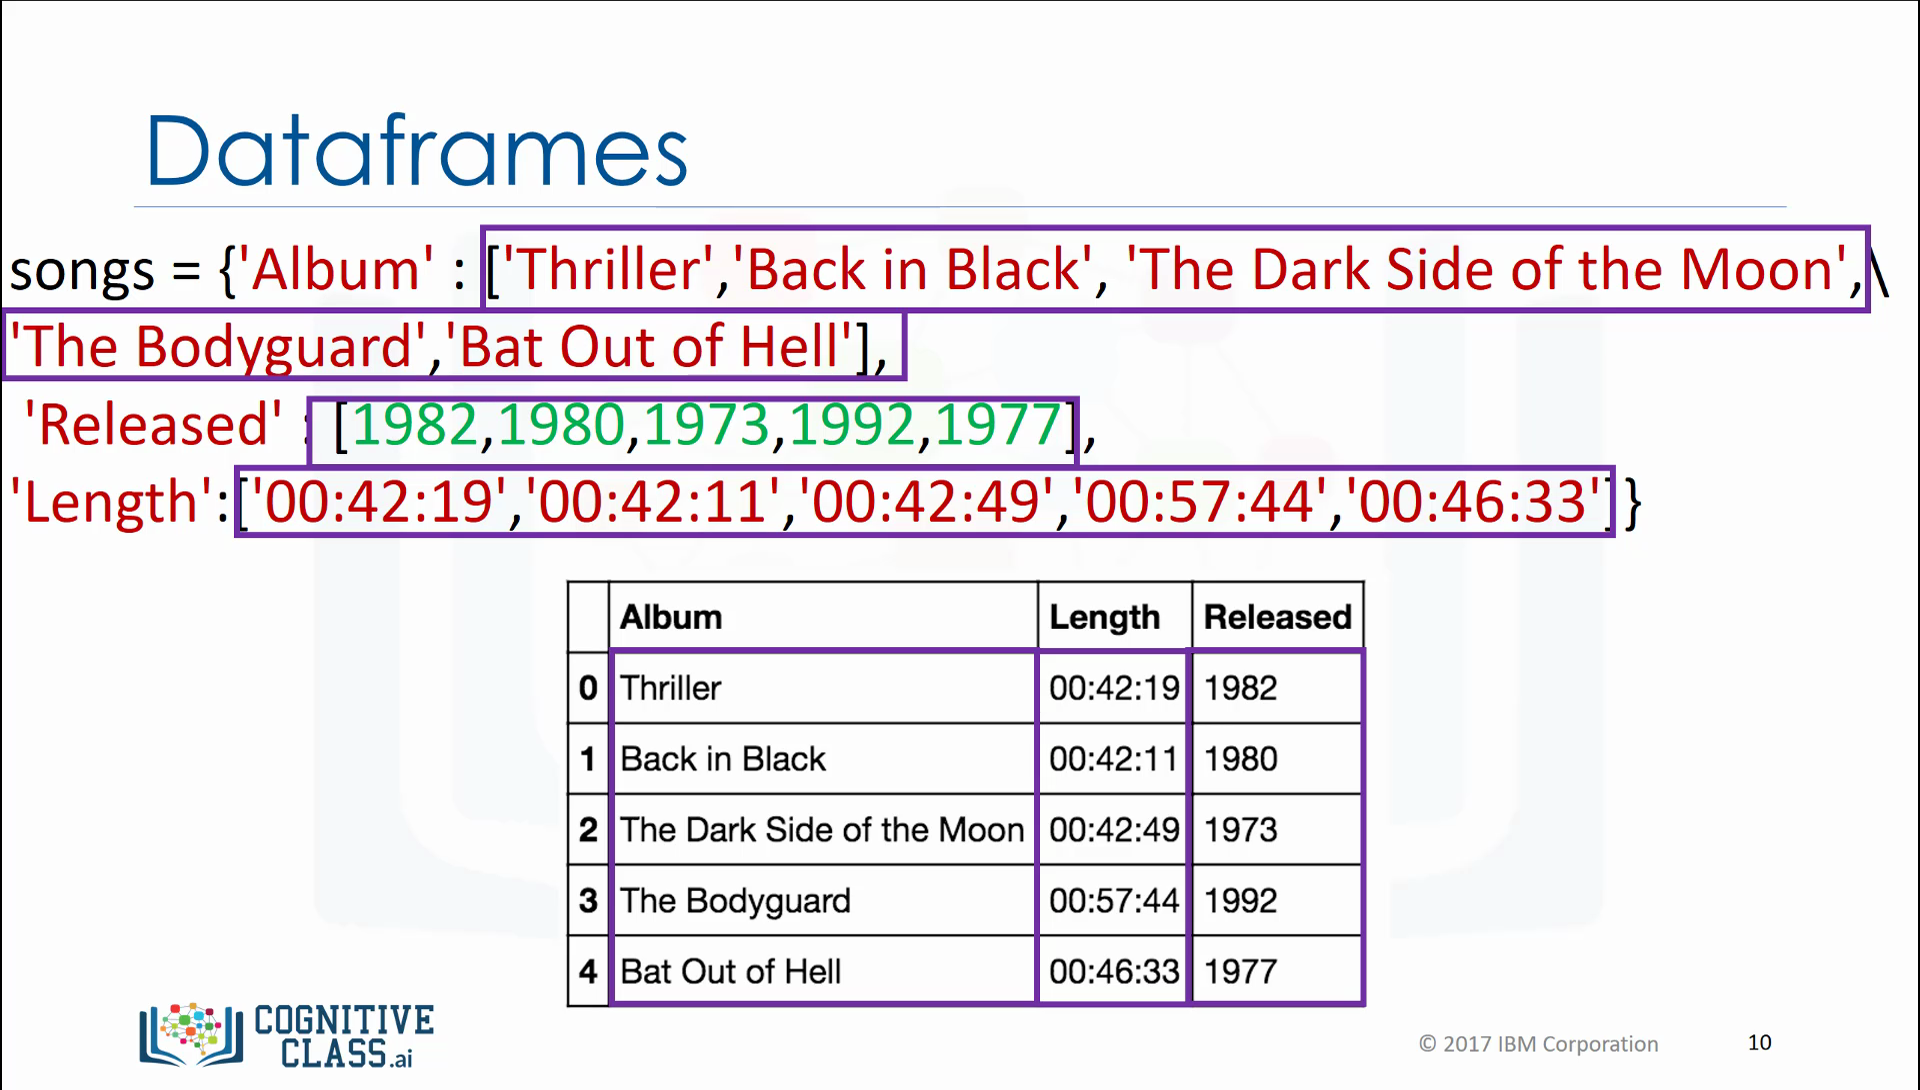 Dataframes
songs = {'Album' : ['Thriller','Back in Black', 'The Dark Side of the Moon',\
'The Bodyguard','Bat Out of Hell'],
'Released' : [1982,1980,1973,1992,1977],
'Length':['00:42:19','00:42:11','00:42:49','00:57:44','00:46:33']}
Album Length Released
0 Thriller 00:42:19 1982
1 Back in Black 00:42:11 1980
2 The Dark Side of the Moon 00:42:49 1973
3 The Bodyguard 00:57:44 1992
4 Bat Out of Hell 00:46:33 1977
COGNITIVE
CLASS.ai
© 2017 IBM Corporation 10